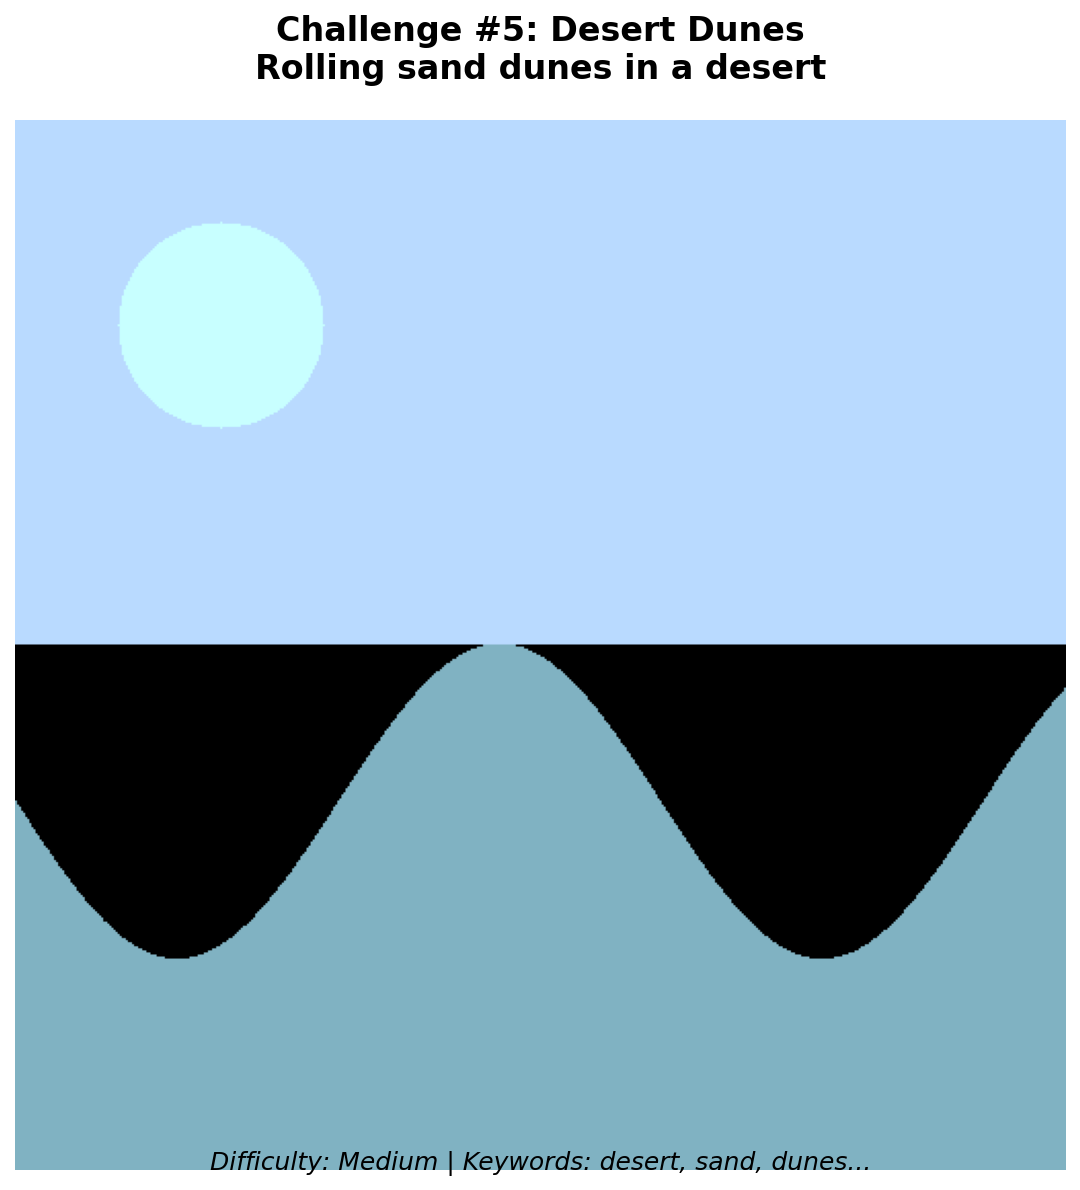 Challenge #5: Desert Dunes
Rolling sand dunes in a desert
Difficulty: Medium | Keywords: desert, sand, dunes...